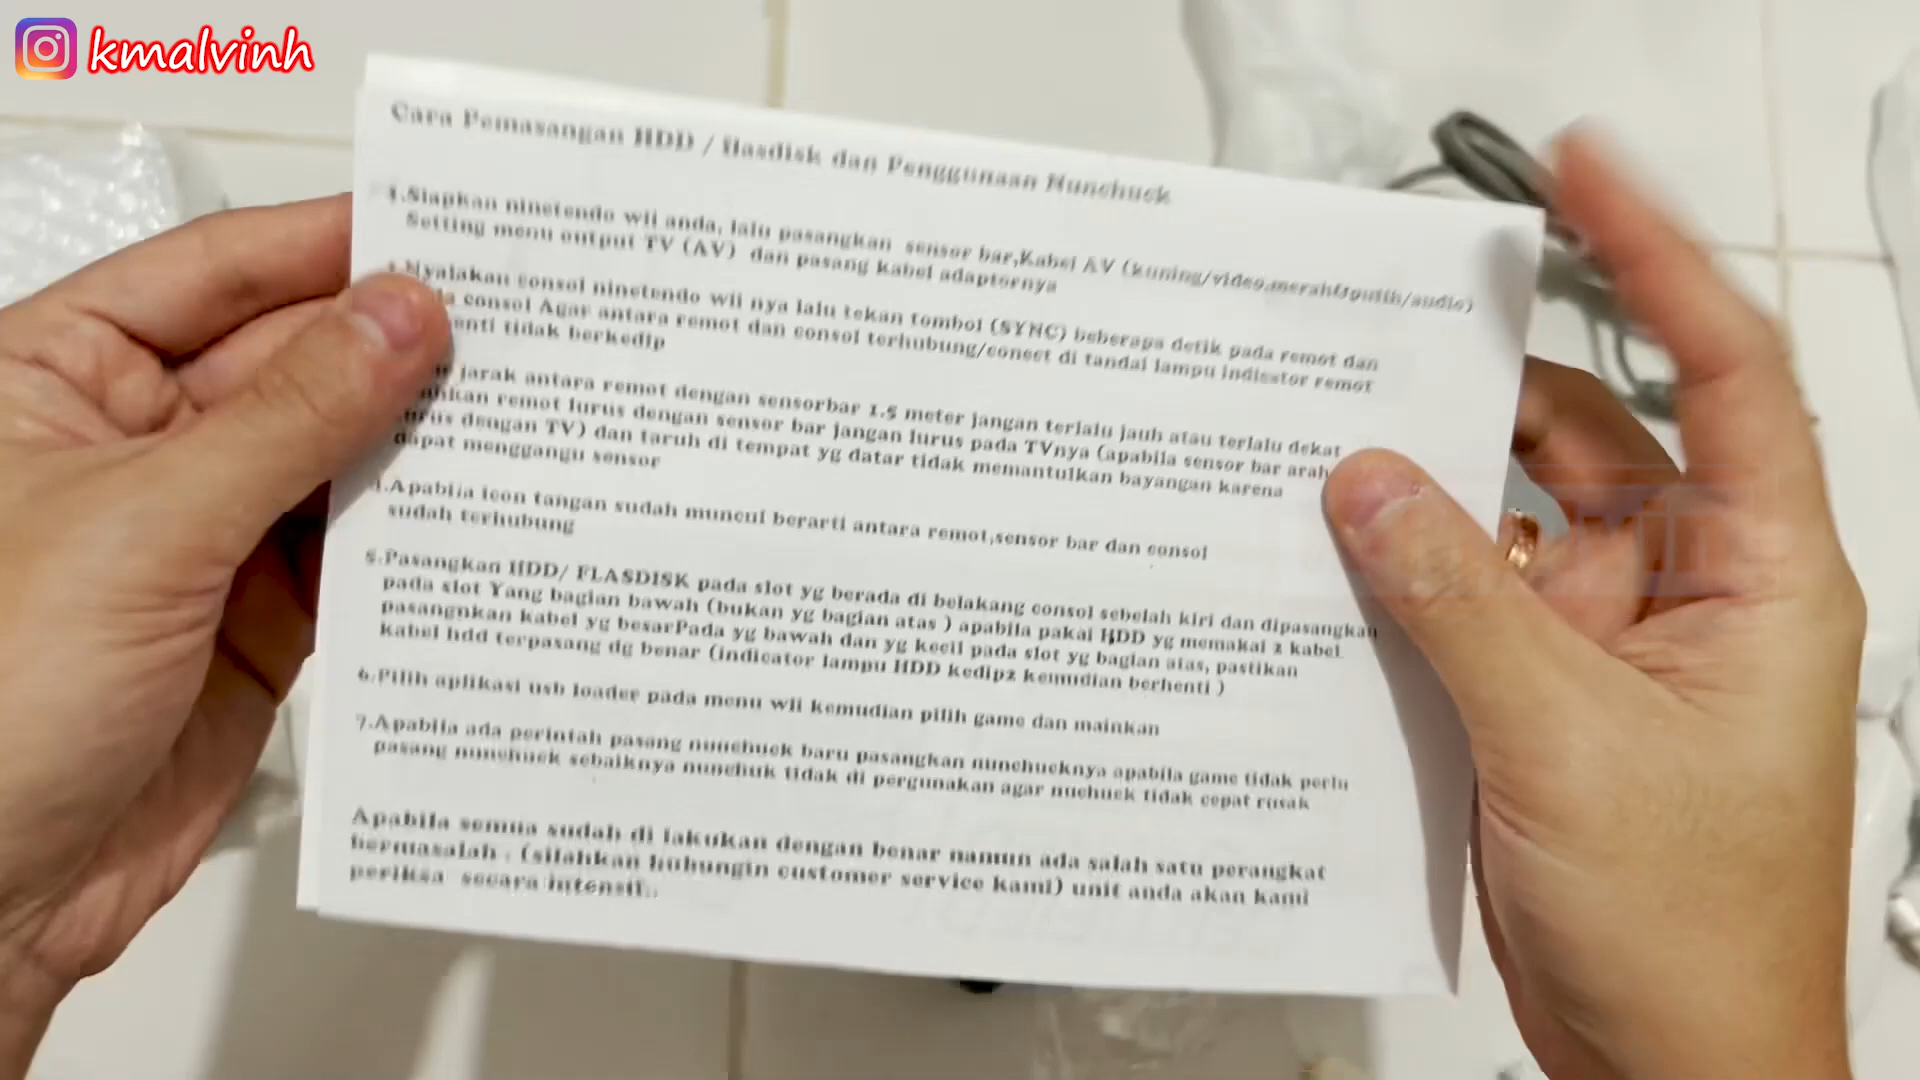 kmalvinh
Cara Pemasangan HDD / flasdisk dan Penggunaan Nunchuck
1.Siapkan ninetendo wii anda, lalu pasangkan sensor bar,Kabel AV (kuning/video,merah&putih/audio)
Setting menu output TV (AV) dan pasang kabel adaptornya
Nyalakan consol ninetendo wii nya lalu tekan tombol (SYNC) beberapa detik pada remot dan
consol Agar antara remot dan consol terhubung/conect di tandai lampu indicator remot
tidak berkedip
jarak antara remot dengan sensorbar 1.5 meter jangan terlalu jauh atau terlalu dekat
remot lurus dengan sensor bar jangan lurus pada TVnya (apabila sensor bar arah
dengan TV) dan taruh di tempat yg datar tidak memantulkan bayangan karena
dapat menggangu sensor
4.Apabila icon tangan sudah muncul berarti antara remot,sensor bar dan consol
sudah terhubung
5.Pasangkan HDD/ FLASDISK pada slot yg berada di belakang consol sebelah kiri dan dipasangkan
pada slot Yang bagian bawah (bukan yg bagian atas ) apabila pakai HDD yg memakai 2 kabel
pasangnkan kabel yg besarPada yg bawah dan yg kecil pada slot yg bagian atas, pastikan
kabel hdd terpasang dg benar (indicator lampu HDD kedip2 kemudian berhenti )
6.Pilih aplikasi usb loader pada menu wii kemudian pilih game dan mainkan
7.Apabila ada perintah pasang nunchuck baru pasangkan nunchucknya apabila game tidak perlu
pasang nunchuck sebaiknya nunchuk tidak di pergunakan agar nuchuck tidak cepat rusak
Apabila semua sudah di lakukan dengan benar namun ada salah satu perangkat
bermasalah . (silahkan hubungin customer service kami) unit anda akan kami
periksa secara intensif..